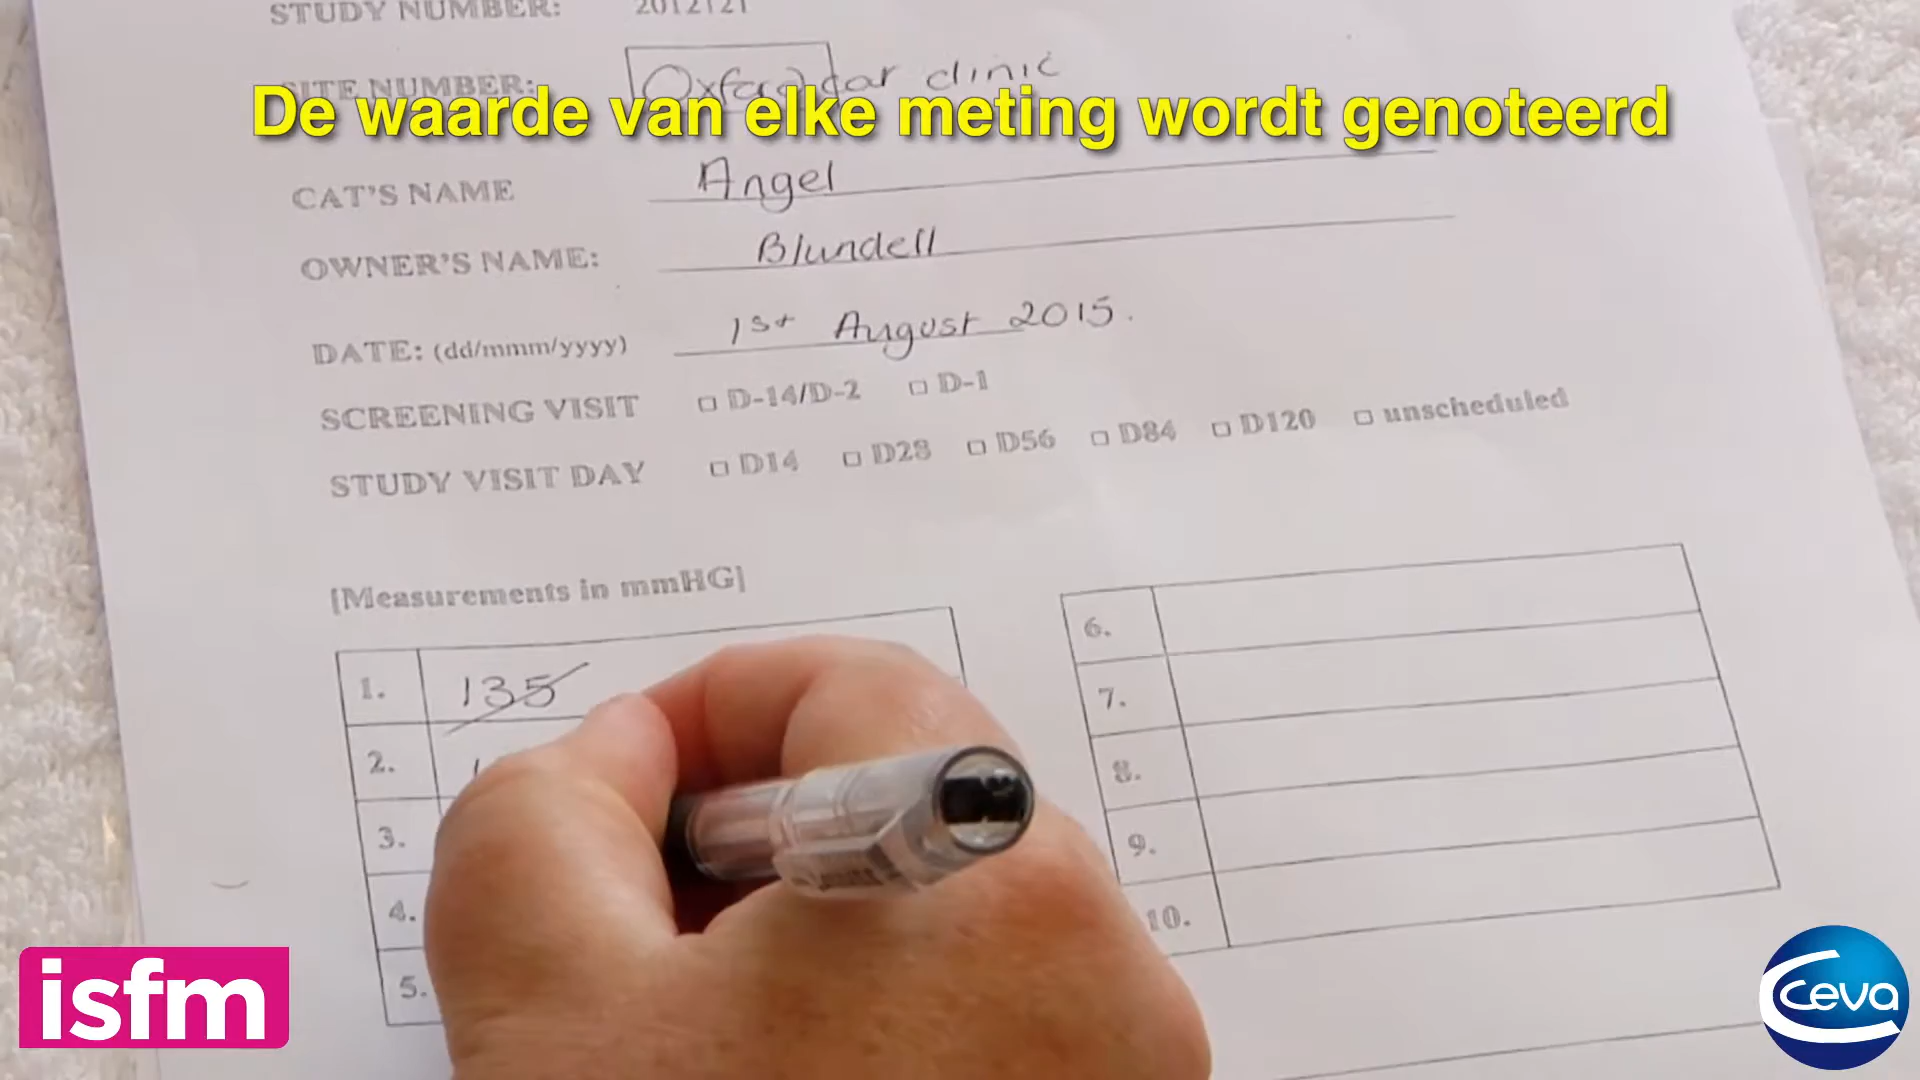 STUDY NUMBER: 2012121
SITE NUMBER: cat clinic
De waarde van elke meting wordt genoteerd
CAT'S NAME Angel
OWNER'S NAME: Blundell
DATE: (dd/mmm/yyyy) 1st August 2015.
SCREENING VISIT □ D-14/D-2 □ D-1
STUDY VISIT DAY □ D14 □ D28 □ D56 □ D84 □ D120 □ unscheduled
[Measurements in mmHG]
1. 135
2.
3.
4.
5.
6.
7.
8.
9.
10.
isfm
Ceva